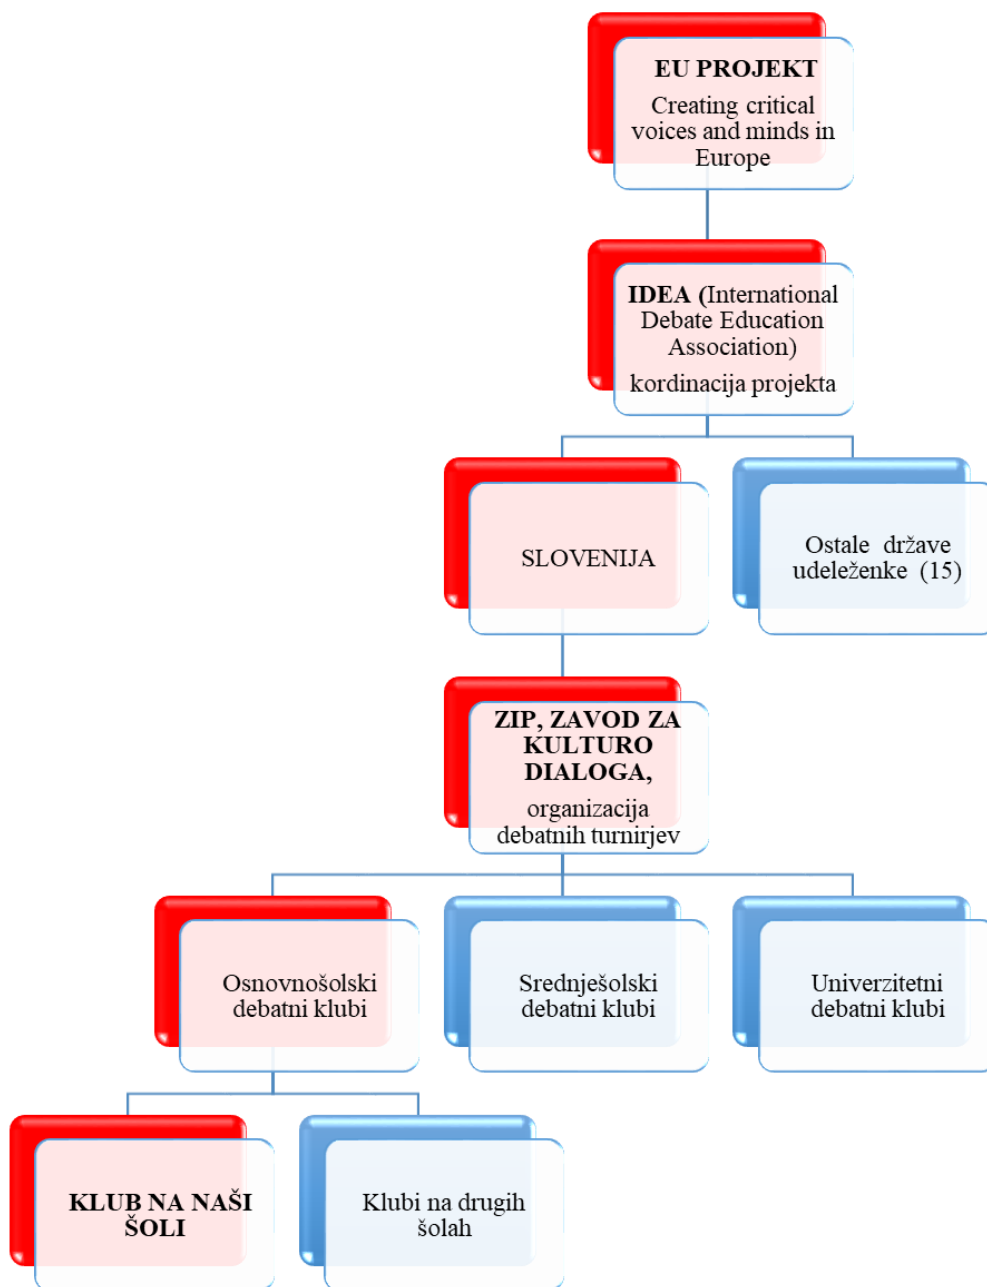 EU PROJEKT
Creating critical
voices and minds in
Europe
IDEA (International
Debate Education
Association)
kordinacija projekta
SLOVENIJA
Ostale države
udeleženke (15)
ZIP, ZAVOD ZA
KULTURO
DIALOGA,
organizacija
debatnih turnirjev
Osnovnošolski
debatni klubi
Srednješolski
debatni klubi
Univerzitetni
debatni klubi
KLUB NA NAŠI
ŠOLI
Klubi na drugih
šolah